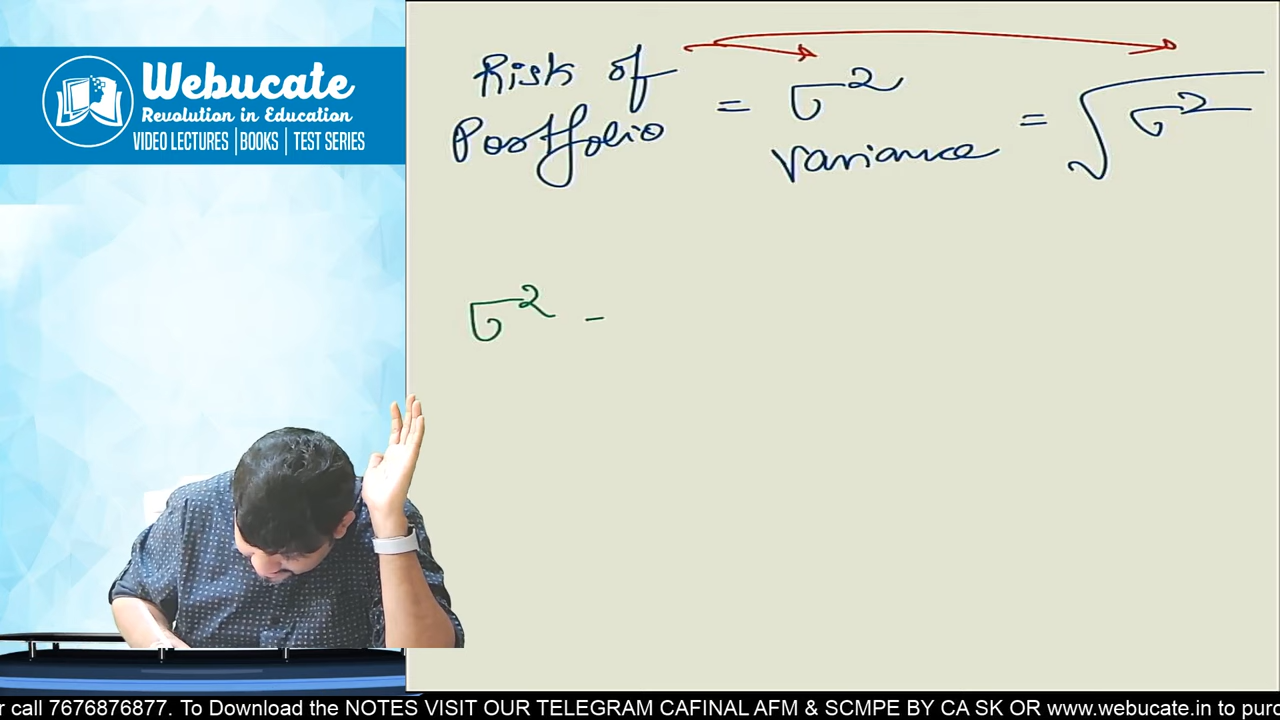 Webucate
Revolution in Education
VIDEO LECTURES | BOOKS | TEST SERIES
Risk of
Portfolio
= σ²
variance
= √σ²
σ² -
r call 7676876877. To Download the NOTES VISIT OUR TELEGRAM CAFINAL AFM & SCMPE BY CA SK OR www.webucate.in to purc